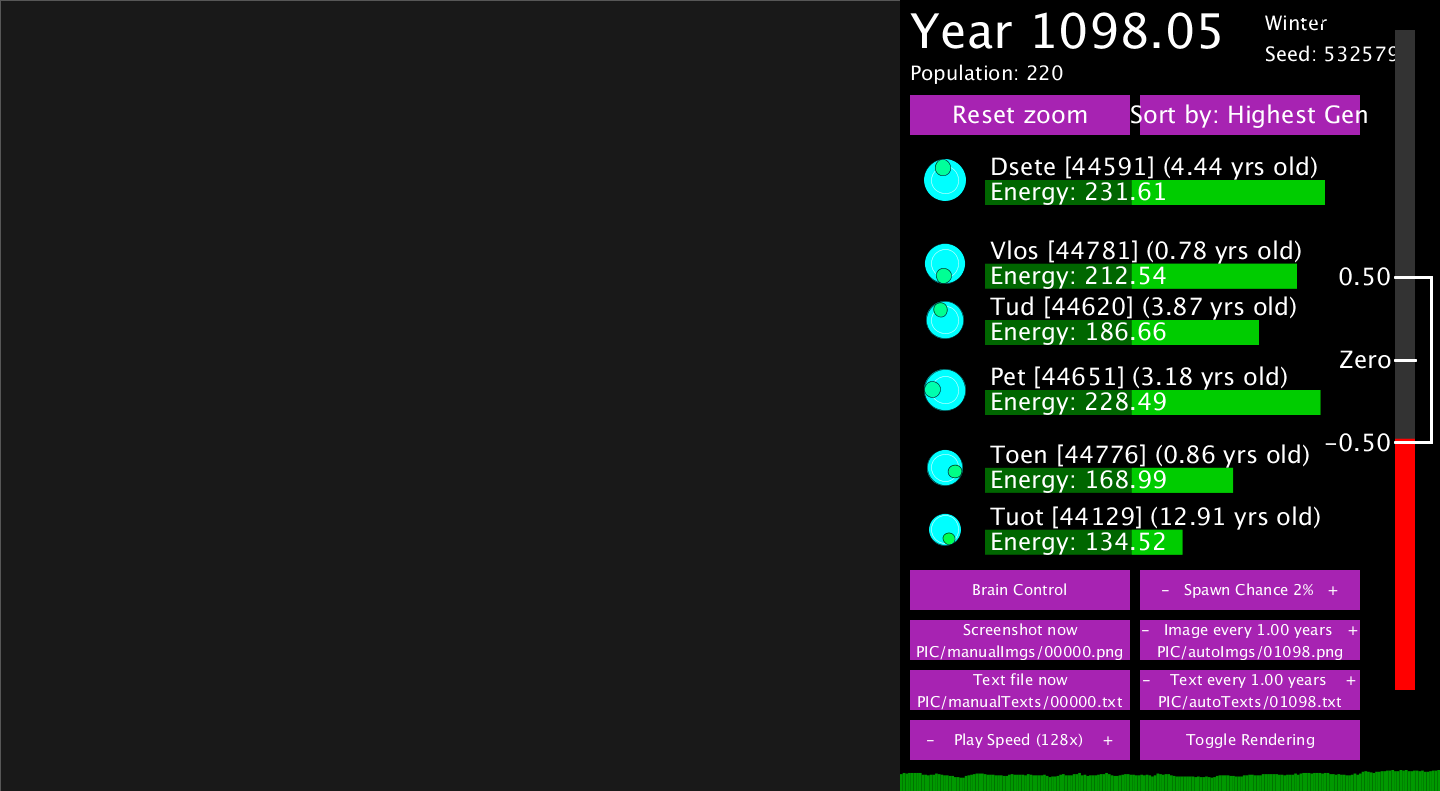 Year 1098.05
Winter
Seed: 532579
Population: 220
Reset zoom
Sort by: Highest Gen
Dsete [44591] (4.44 yrs old)
Energy: 231.61
Vlos [44781] (0.78 yrs old)
Energy: 212.54
0.50
Tud [44620] (3.87 yrs old)
Energy: 186.66
Zero
Pet [44651] (3.18 yrs old)
Energy: 228.49
-0.50
Toen [44776] (0.86 yrs old)
Energy: 168.99
Tuot [44129] (12.91 yrs old)
Energy: 134.52
Brain Control
- Spawn Chance 2% +
Screenshot now
PIC/manualImgs/00000.png
- Image every 1.00 years +
PIC/autoImgs/01098.png
Text file now
PIC/manualTexts/00000.txt
- Text every 1.00 years +
PIC/autoTexts/01098.txt
- Play Speed (128x) +
Toggle Rendering